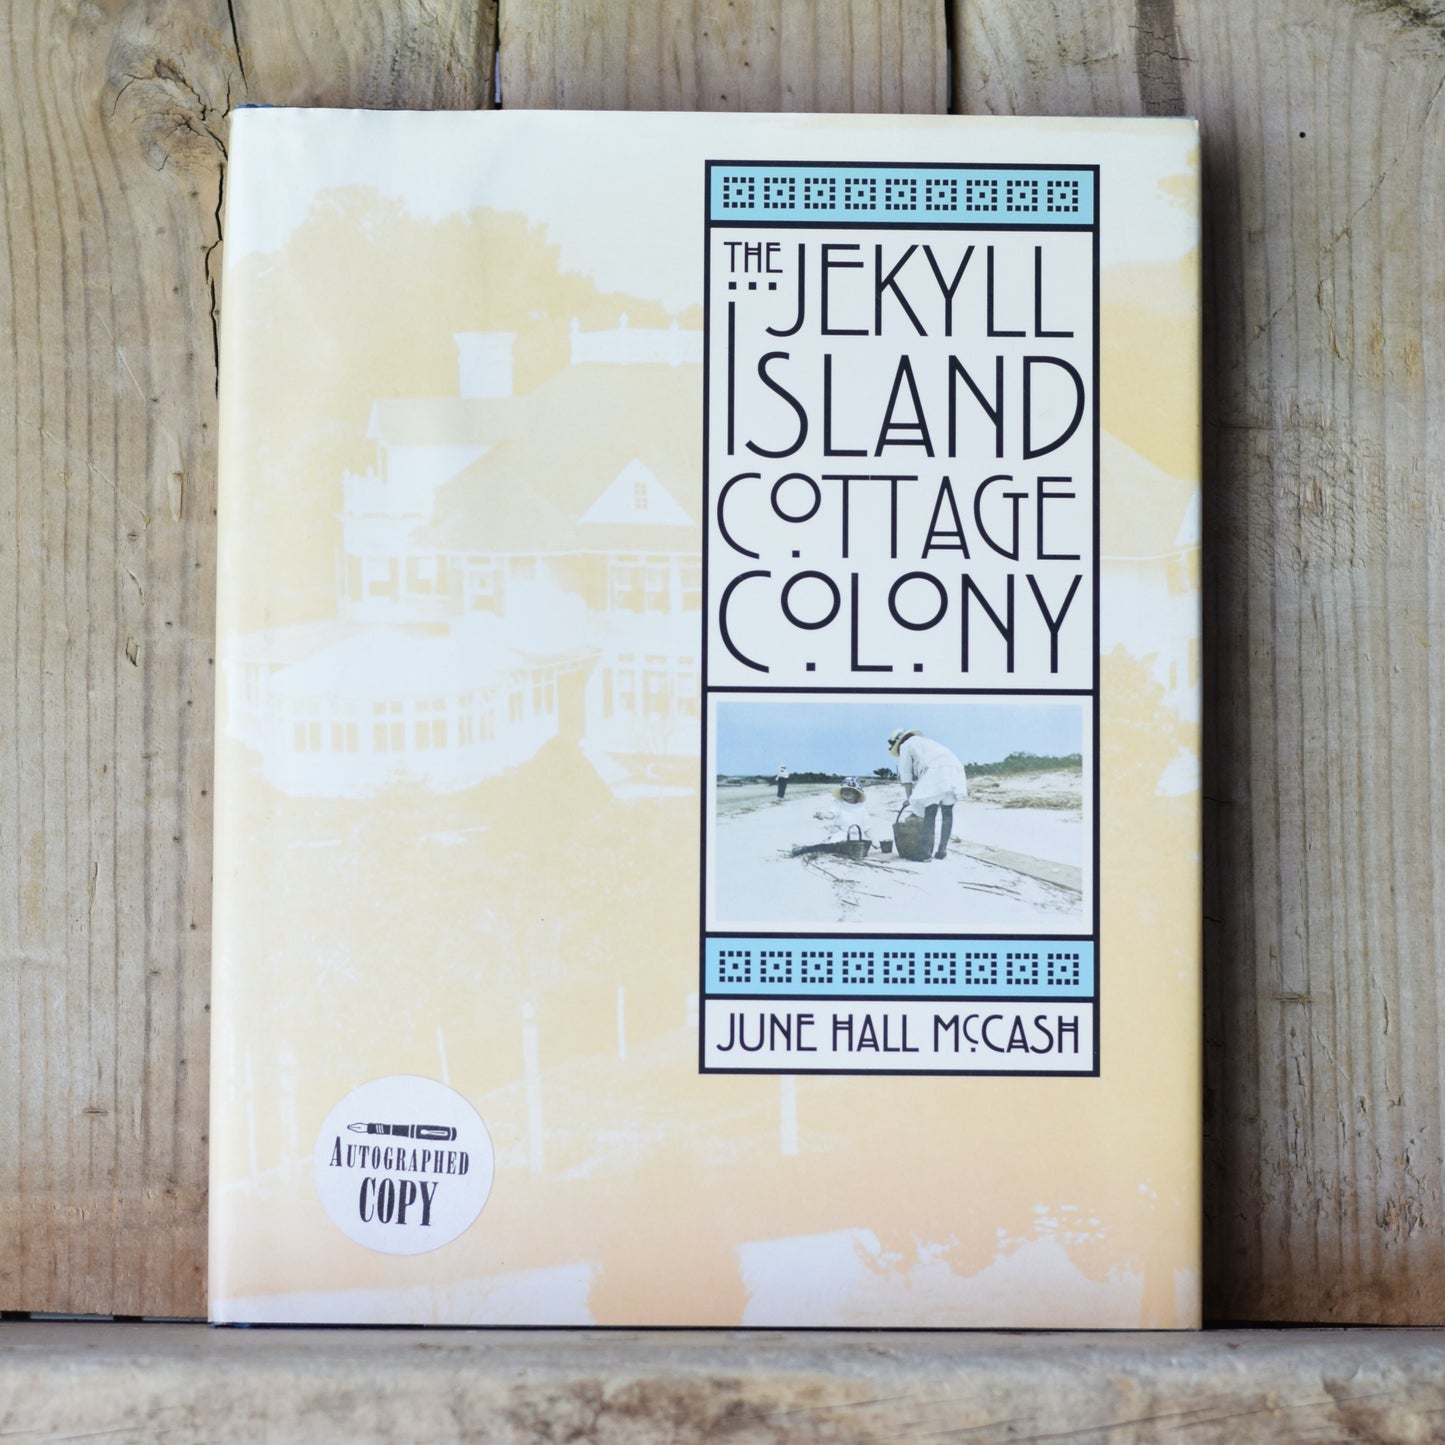 THE JEKYLL
ISLAND
COTTAGE
COLONY
JUNE HALL McCASH
AUTOGRAPHED
COPY